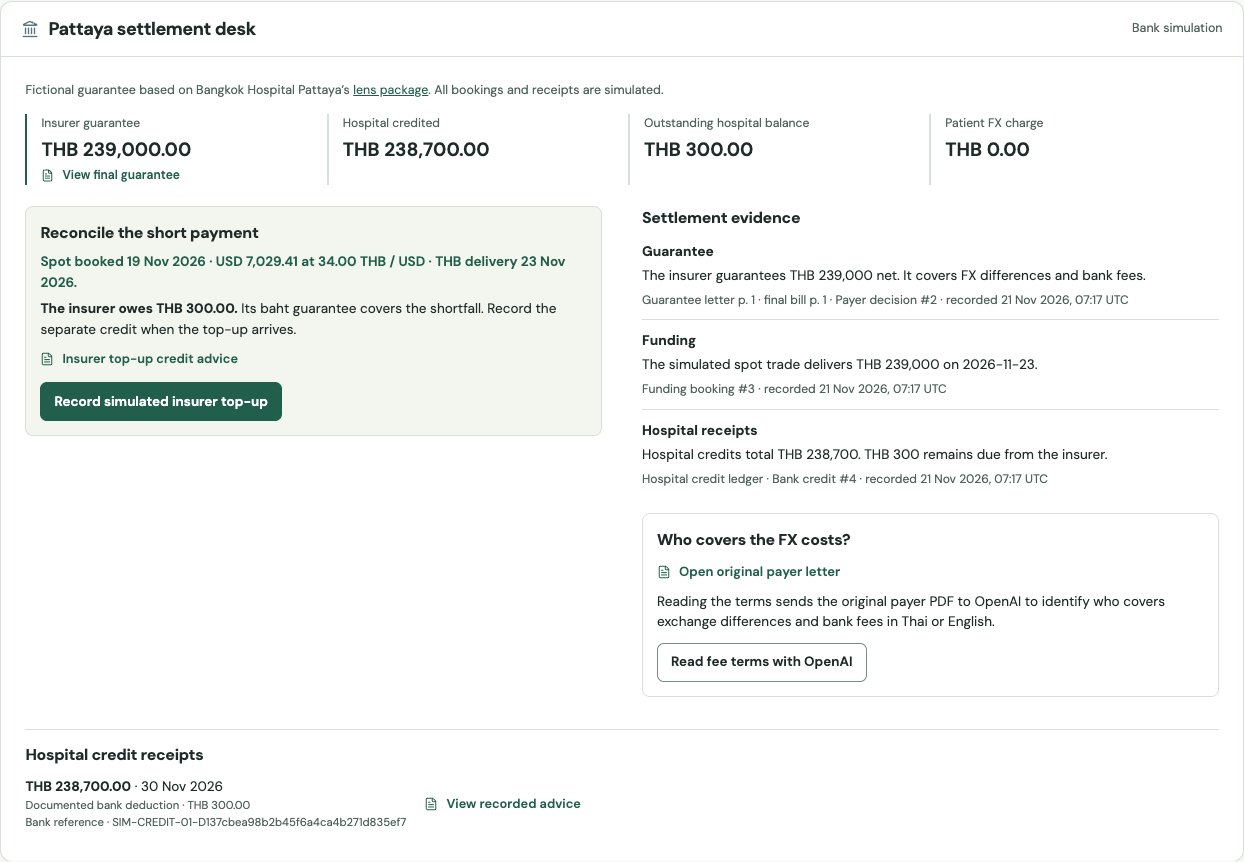 Pattaya settlement desk
Bank simulation
Fictional guarantee based on Bangkok Hospital Pattaya’s lens package. All bookings and receipts are simulated.
Insurer guarantee
THB 239,000.00
View final guarantee
Hospital credited
THB 238,700.00
Outstanding hospital balance
THB 300.00
Patient FX charge
THB 0.00
Reconcile the short payment
Spot booked 19 Nov 2026 · USD 7,029.41 at 34.00 THB / USD · THB delivery 23 Nov
2026.
The insurer owes THB 300.00. Its baht guarantee covers the shortfall. Record the
separate credit when the top-up arrives.
Insurer top-up credit advice
Record simulated insurer top-up
Settlement evidence
Guarantee
The insurer guarantees THB 239,000 net. It covers FX differences and bank fees.
Guarantee letter p. 1 · final bill p. 1 · Payer decision #2 · recorded 21 Nov 2026, 07:17 UTC
Funding
The simulated spot trade delivers THB 239,000 on 2026-11-23.
Funding booking #3 · recorded 21 Nov 2026, 07:17 UTC
Hospital receipts
Hospital credits total THB 238,700. THB 300 remains due from the insurer.
Hospital credit ledger · Bank credit #4 · recorded 21 Nov 2026, 07:17 UTC
Who covers the FX costs?
Open original payer letter
Reading the terms sends the original payer PDF to OpenAI to identify who covers
exchange differences and bank fees in Thai or English.
Read fee terms with OpenAI
Hospital credit receipts
THB 238,700.00 · 30 Nov 2026
Documented bank deduction · THB 300.00
Bank reference · SIM-CREDIT-01-D137cbea98b2b45f6a4ca4b271d835ef7
View recorded advice